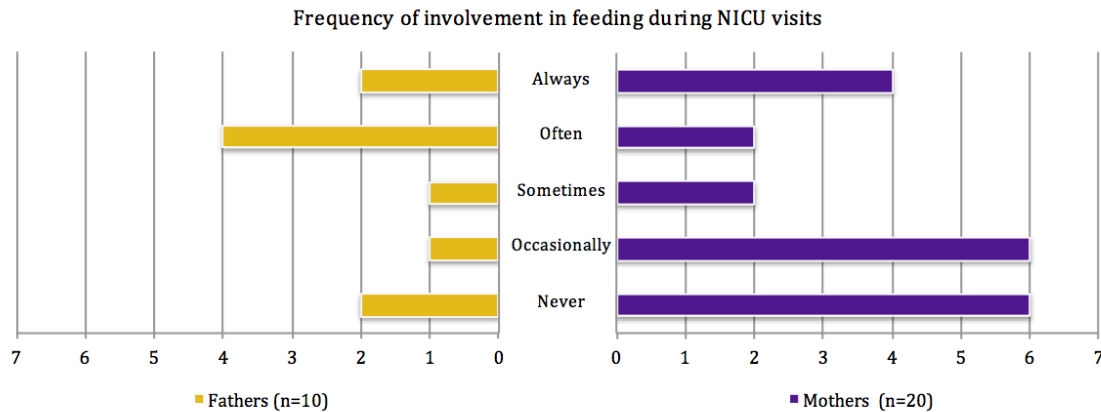 Frequency of involvement in feeding during NICU visits
Always
Often
Sometimes
Occasionally
Never
7 6 5 4 3 2 1 0 0 1 2 3 4 5 6 7
Fathers (n=10) Mothers (n=20)